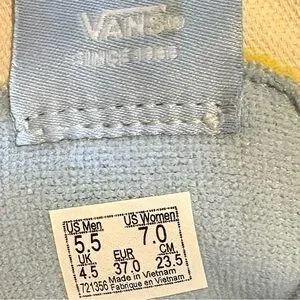 VANS
SINCE 1966
US Men US Women
5.5 7.0
UK EUR CM
4.5 37.0 23.5
Made in Vietnam
721356 Fabrique en Vietnam